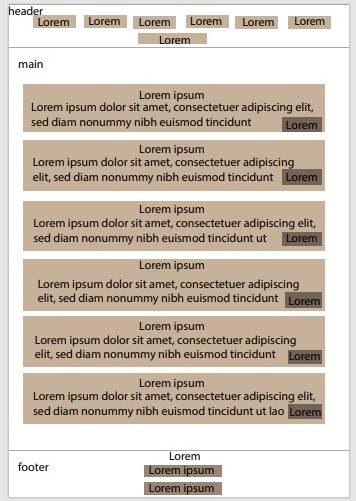 header
Lorem Lorem Lorem Lorem Lorem Lorem
Lorem
main
Lorem ipsum
Lorem ipsum dolor sit amet, consectetuer adipiscing elit,
sed diam nonummy nibh euismod tincidunt
Lorem
Lorem ipsum
Lorem ipsum dolor sit amet, consectetuer adipiscing
elit, sed diam nonummy nibh euismod tincidunt
Lorem
Lorem ipsum
Lorem ipsum dolor sit amet, consectetuer adipiscing elit,
sed diam nonummy nibh euismod tincidunt ut
Lorem
Lorem ipsum
Lorem ipsum dolor sit amet, consectetuer adipiscing
elit, sed diam nonummy nibh euismod tincidunt
Lorem
Lorem ipsum
Lorem ipsum dolor sit amet, consectetuer adipiscing
elit, sed diam nonummy nibh euismod tincidunt
Lorem
Lorem ipsum
Lorem ipsum dolor sit amet, consectetuer adipiscing elit,
sed diam nonummy nibh euismod tincidunt ut lao
Lorem
Lorem
footer
Lorem ipsum
Lorem ipsum